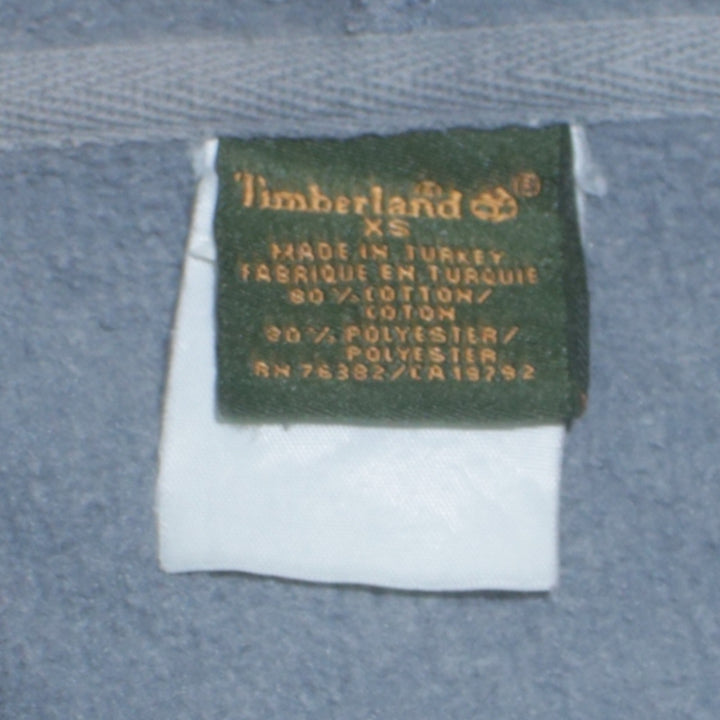 Timberland ®
XS
MADE IN TURKEY
FABRIQUE EN TURQUIE
80 % COTTON/
COTON
20 % POLYESTER/
POLYESTER
RN 76382/CA 19792